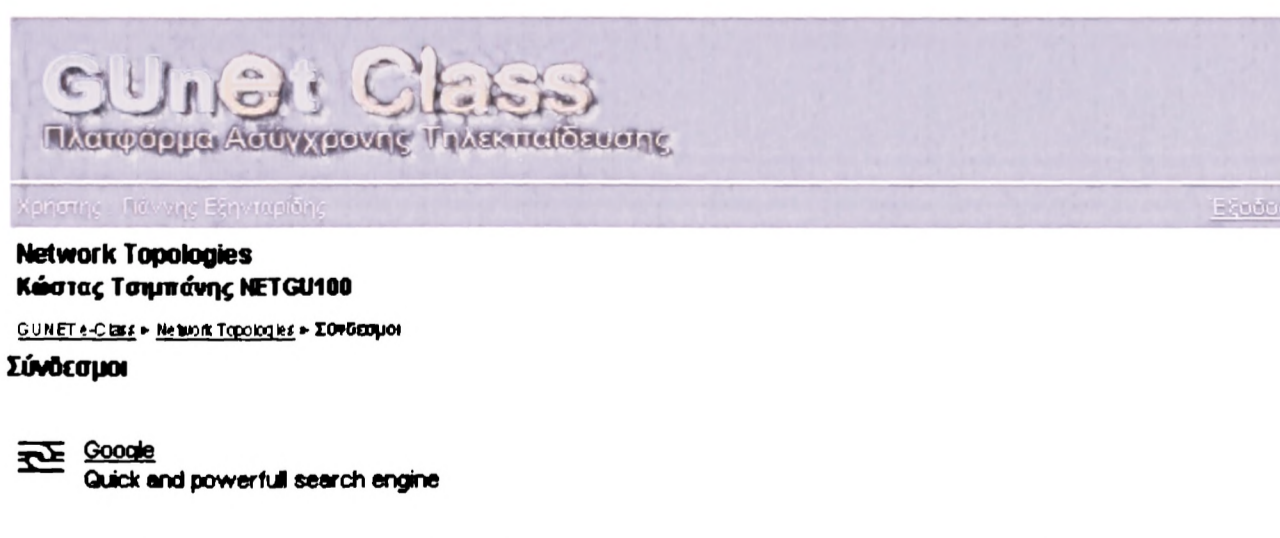 GUnet Class
Πλατφόρμα Ασύγχρονης Τηλεκπαίδευσης
Χρήστης : Γιάννης Εξηνταρίδης
Έξοδος
Network Topologies
Κώστας Τσιμπάνης NETGU100
GUNET e-Class ▸ Network Topologies ▸ Σύνδεσμοι
Σύνδεσμοι
Google
Quick and powerfull search engine